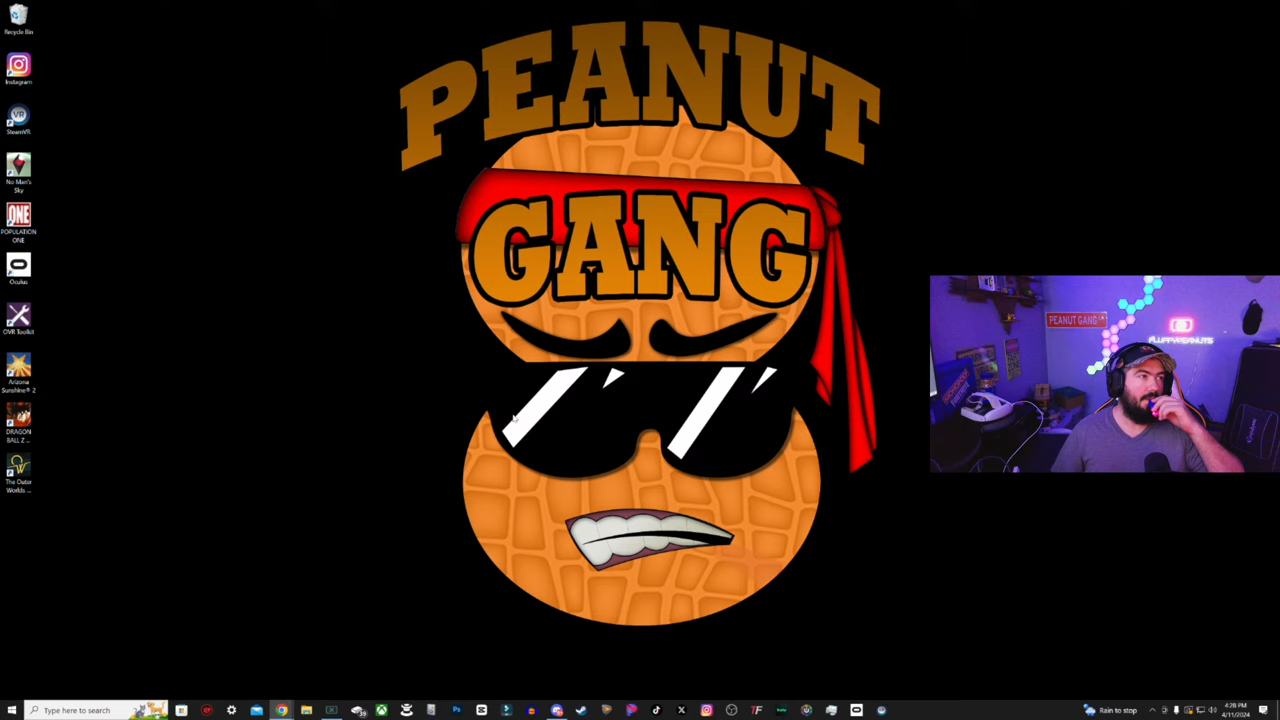 PEANUT
GANG
Recycle Bin
Instagram
SteamVR
No Man's
Sky
POPULATION
ONE
Oculus
OVR Toolkit
Arizona
Sunshine® 2
DRAGON
BALL Z ...
The Outer
Worlds ...
PEANUT GANG
FLUFFYPEANUTS
Type here to search
Rain to stop
4:28 PM
4/11/2024